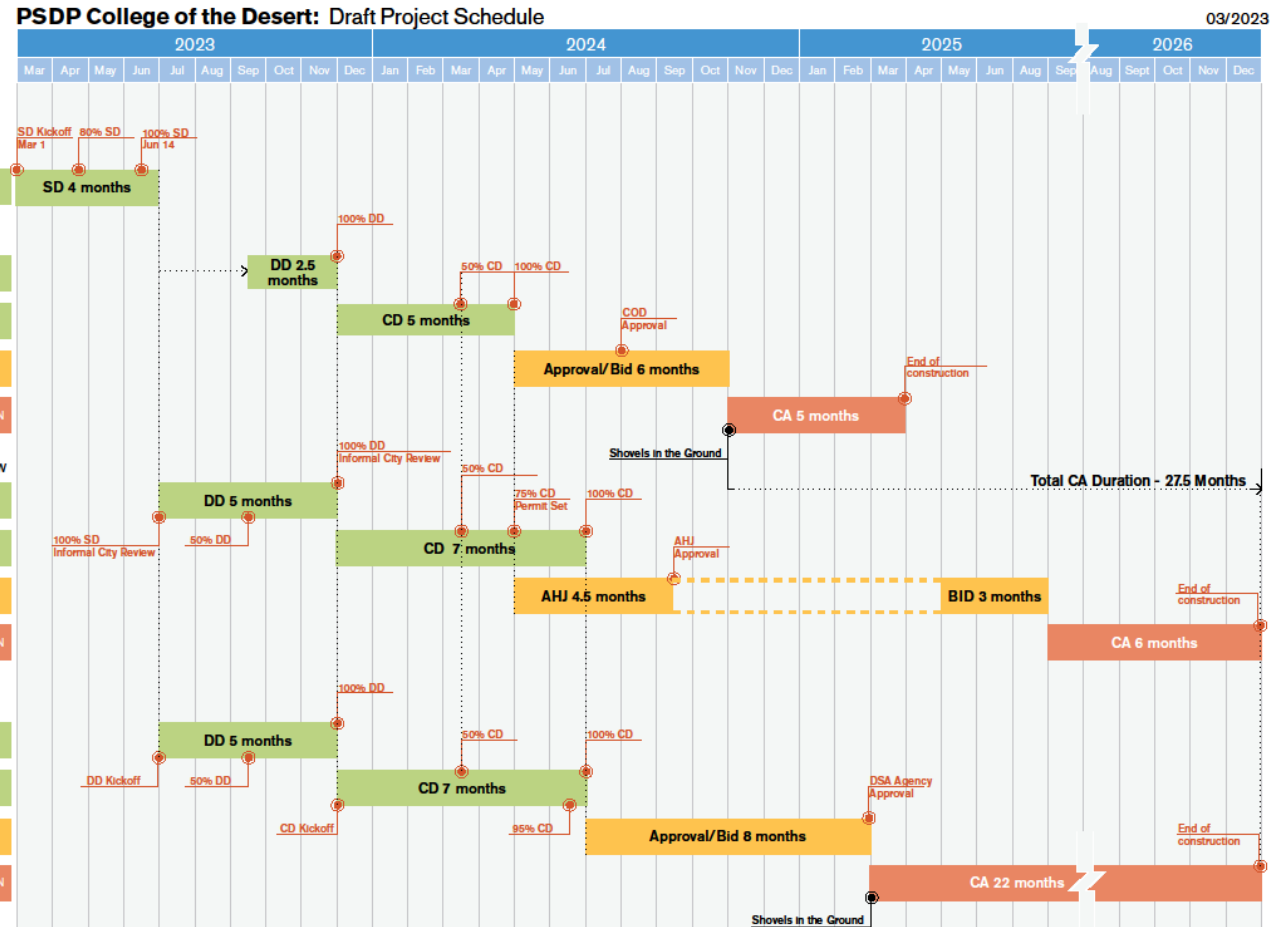 PSDP College of the Desert: Draft Project Schedule
03/2023
2023 2024 2025 2026
Mar Apr May Jun Jul Aug Sep Oct Nov Dec Jan Feb Mar Apr May Jun Jul Aug Sep Oct Nov Dec Jan Feb Mar Apr May Jun Aug Sep Aug Sept Oct Nov Dec
SD Kickoff
Mar 1
80% SD
100% SD
Jun 14
SD 4 months
100% DD
DD 2.5
months
50% CD
100% CD
CD 5 months
COD
Approval
Approval/Bid 6 months
End of
construction
N
CA 5 months
Shovels in the Ground
Total CA Duration - 27.5 Months
w
100% DD
Informal City Review
DD 5 months
100% SD
Informal City Review
50% DD
50% CD
75% CD
Permit Set
100% CD
CD 7 months
AHJ
Approval
AHJ 4.5 months
BID 3 months
End of
construction
N
CA 6 months
100% DD
DD 5 months
DD Kickoff
50% DD
50% CD
100% CD
CD 7 months
CD Kickoff
95% CD
DSA Agency
Approval
Approval/Bid 8 months
End of
construction
N
CA 22 months
Shovels in the Ground